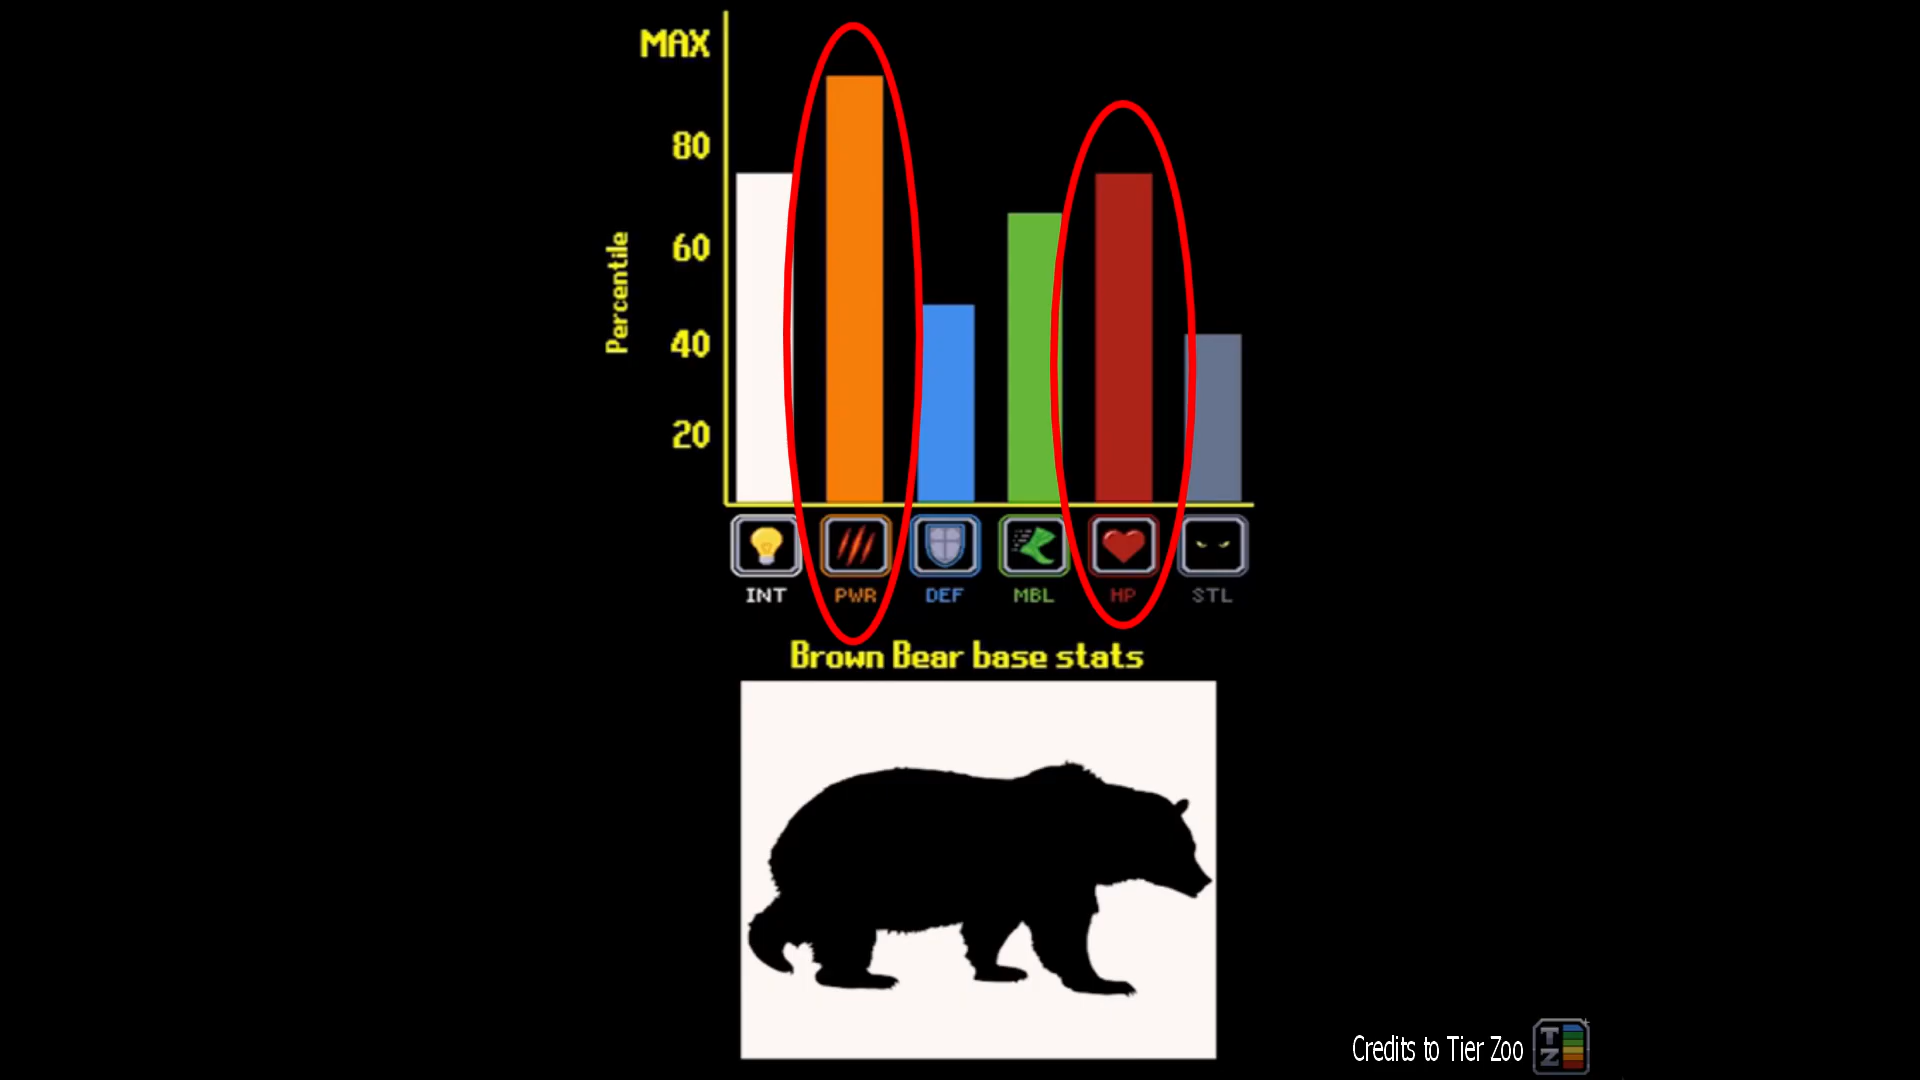 MAX
80
60
40
20
Percentile
INT PWR DEF MBL HP STL
Brown Bear base stats
Credits to Tier Zoo
TZ